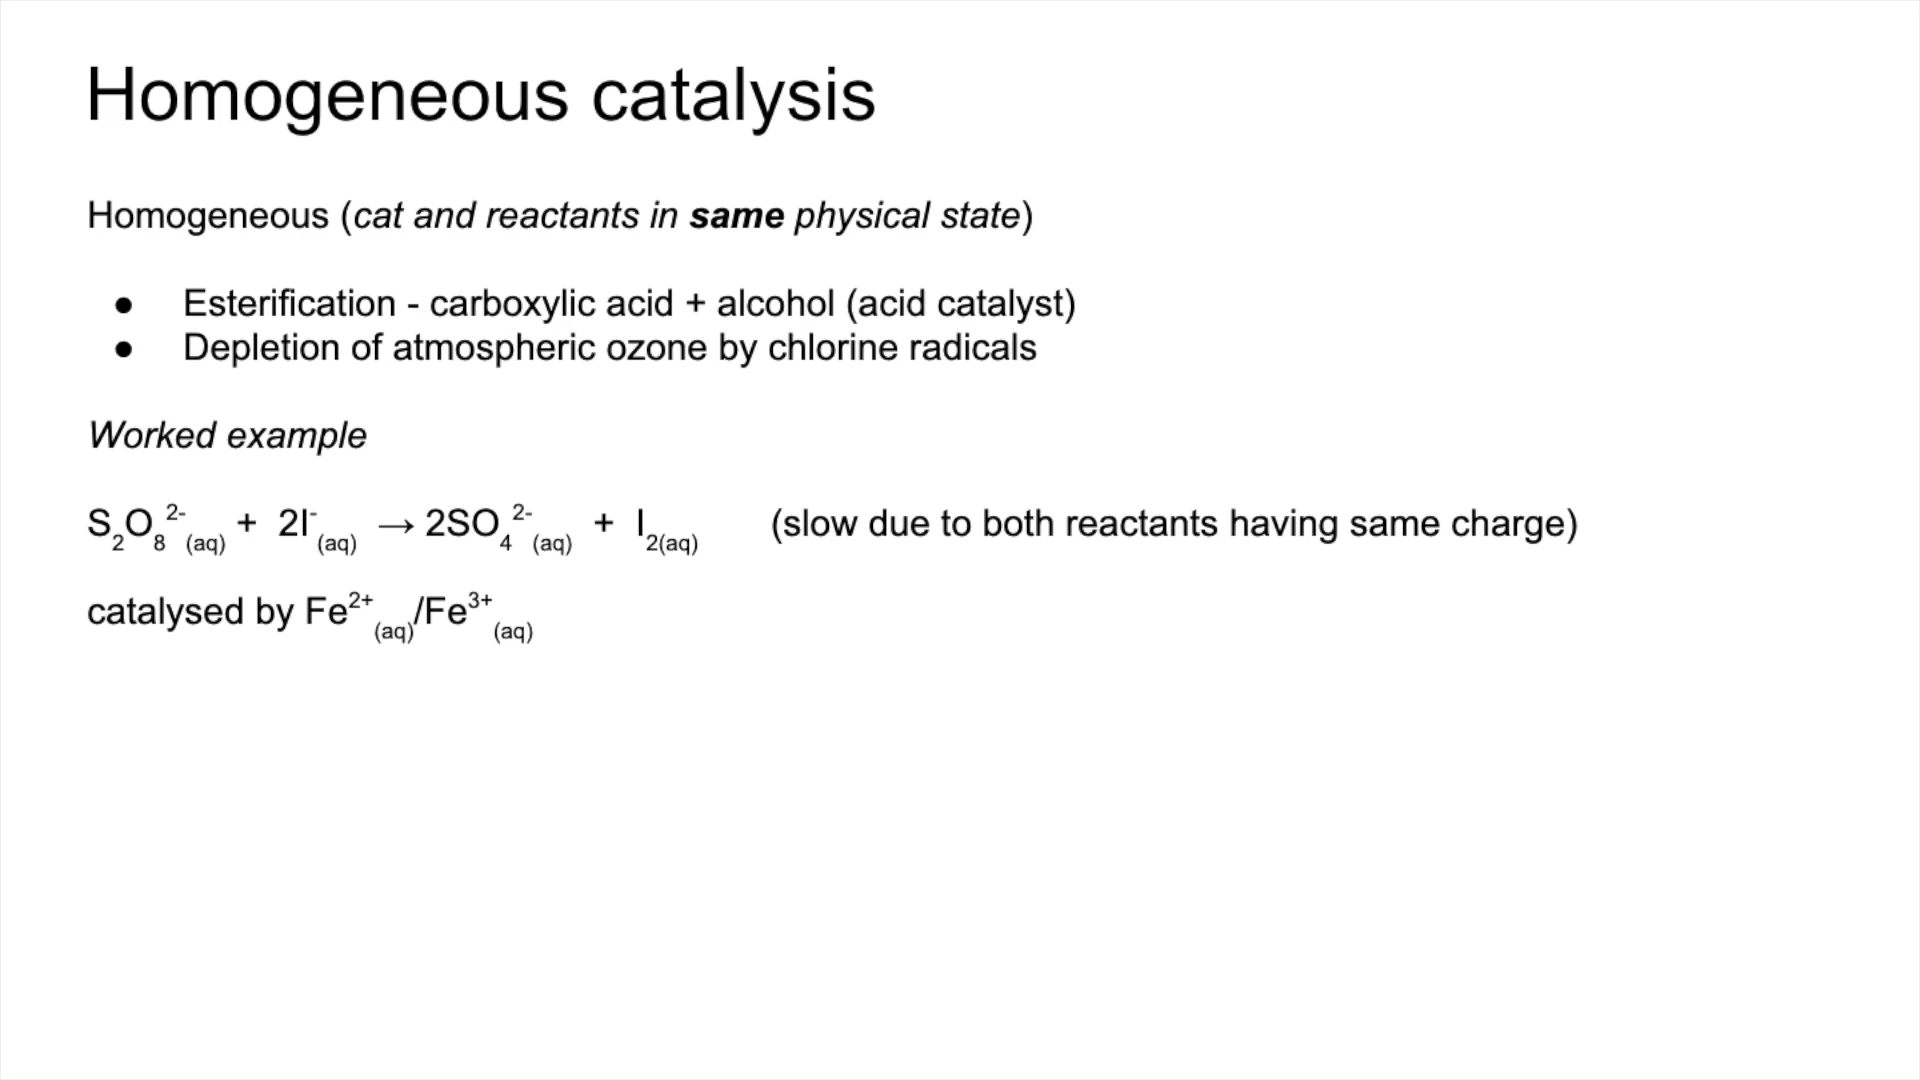 Homogeneous catalysis
Homogeneous (cat and reactants in same physical state)
● Esterification - carboxylic acid + alcohol (acid catalyst)
● Depletion of atmospheric ozone by chlorine radicals
Worked example
S₂O₈²⁻(aq) + 2I⁻(aq) → 2SO₄²⁻(aq) + I₂(aq) (slow due to both reactants having same charge)
catalysed by Fe²⁺(aq)/Fe³⁺(aq)